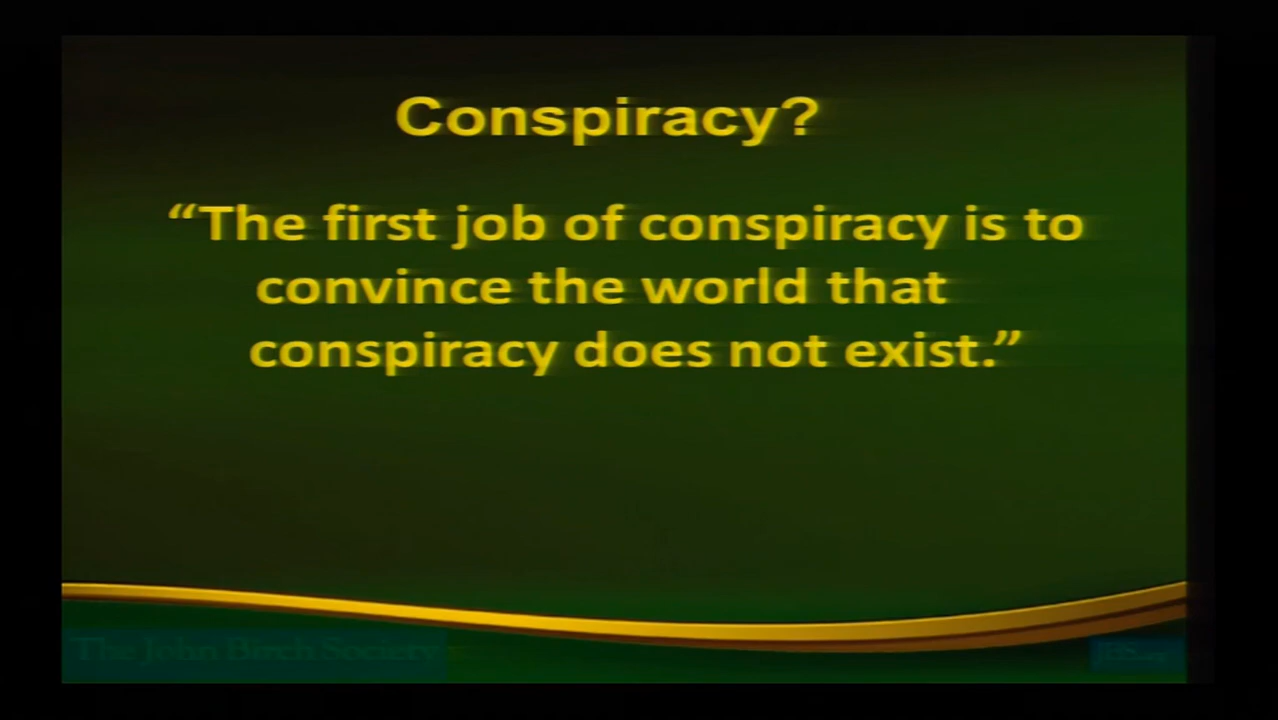 Conspiracy?
“The first job of conspiracy is to
convince the world that
conspiracy does not exist.”
The John Birch Society